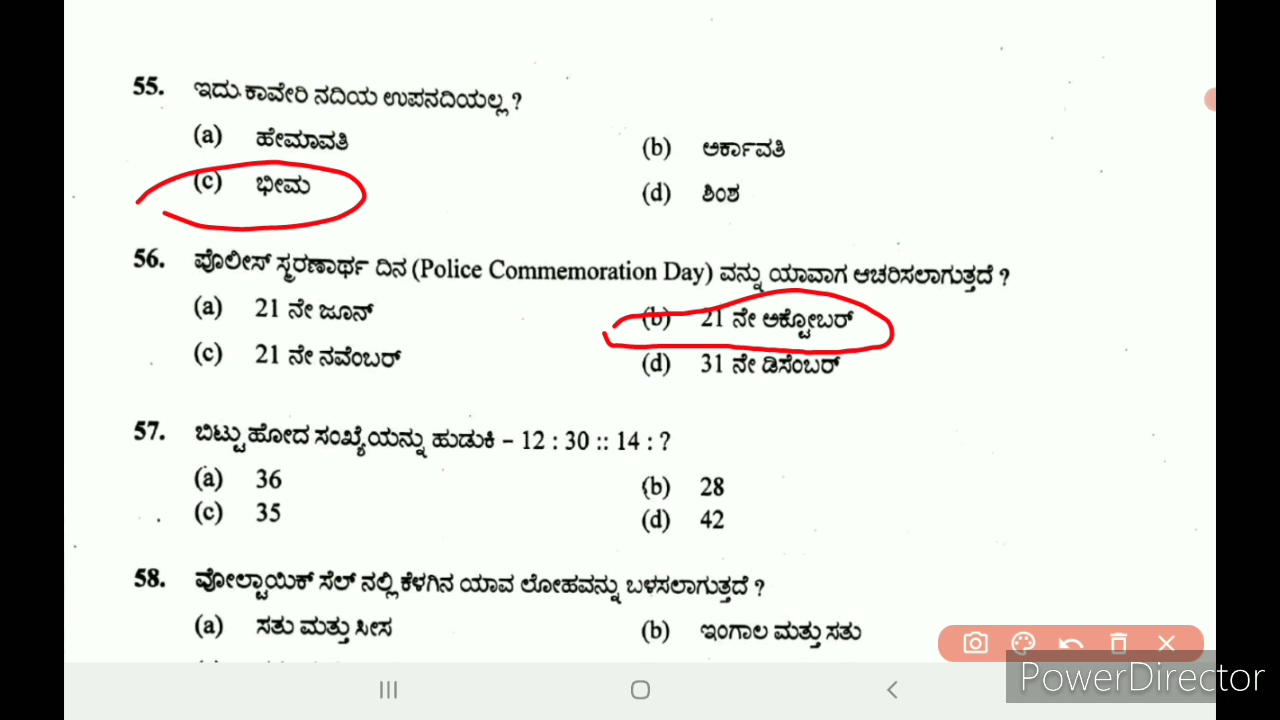 55. ಇದು ಕಾವೇರಿ ನದಿಯ ಉಪನದಿಯಲ್ಲ ?
(a) ಹೇಮಾವತಿ (b) ಅರ್ಕಾವತಿ
(c) ಭೀಮ (d) ಶಿಂಶ
56. ಪೊಲೀಸ್ ಸ್ಮರಣಾರ್ಥ ದಿನ (Police Commemoration Day) ವನ್ನು ಯಾವಾಗ ಆಚರಿಸಲಾಗುತ್ತದೆ ?
(a) 21 ನೇ ಜೂನ್ (b) 21 ನೇ ಅಕ್ಟೋಬರ್
(c) 21 ನೇ ನವೆಂಬರ್ (d) 31 ನೇ ಡಿಸೆಂಬರ್
57. ಬಿಟ್ಟು ಹೋದ ಸಂಖ್ಯೆಯನ್ನು ಹುಡುಕಿ – 12 : 30 :: 14 : ?
(a) 36 (b) 28
(c) 35 (d) 42
58. ವೋಲ್ಟಾಯಿಕ್ ಸೆಲ್ ನಲ್ಲಿ ಕೆಳಗಿನ ಯಾವ ಲೋಹವನ್ನು ಬಳಸಲಾಗುತ್ತದೆ ?
(a) ಸತು ಮತ್ತು ಸೀಸ (b) ಇಂಗಾಲ ಮತ್ತು ಸತು
PowerDirector